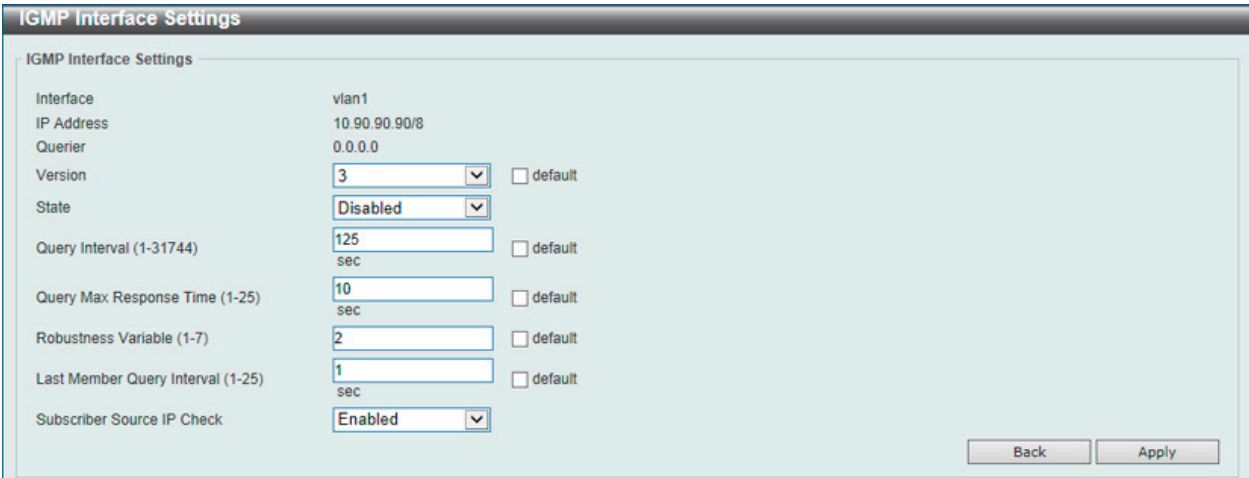 IGMP Interface Settings
IGMP Interface Settings
Interface vlan1
IP Address 10.90.90.90/8
Querier 0.0.0.0
Version 3 default
State Disabled
Query Interval (1-31744) 125 default
sec
Query Max Response Time (1-25) 10 default
sec
Robustness Variable (1-7) 2 default
Last Member Query Interval (1-25) 1 default
sec
Subscriber Source IP Check Enabled
Back Apply